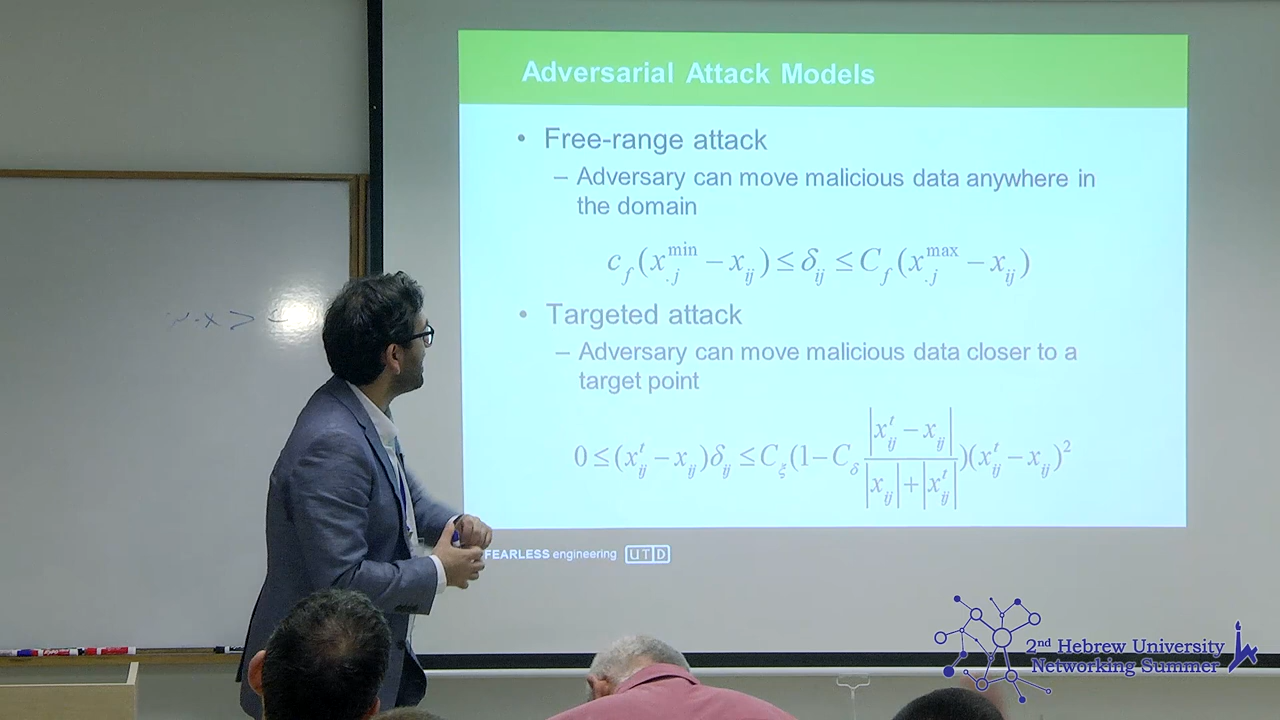 Adversarial Attack Models
• Free-range attack
– Adversary can move malicious data anywhere in
the domain
c_f(x_{.j}^{min} − x_{ij}) ≤ δ_{ij} ≤ C_f(x_{.j}^{max} − x_{ij})
• Targeted attack
– Adversary can move malicious data closer to a
target point
0 ≤ (x_{ij}^t − x_{ij})δ_{ij} ≤ C_ξ(1 − C_δ |x_{ij}^t − x_{ij}| / (|x_{ij}| + |x_{ij}^t|))(x_{ij}^t − x_{ij})^2
FEARLESS engineering UTD
2nd Hebrew University
Networking Summer